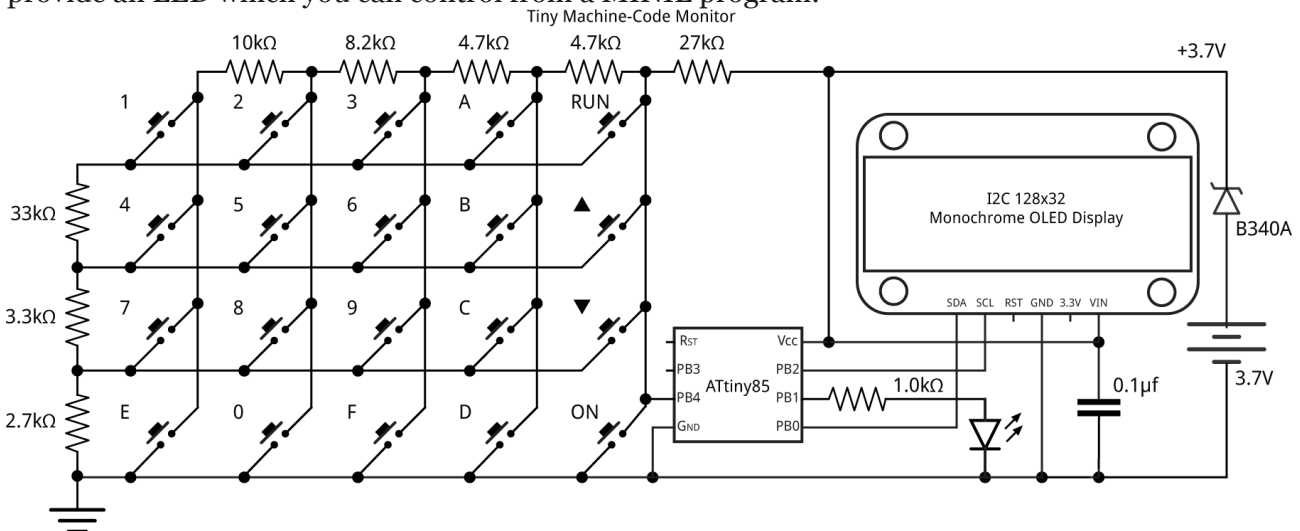 provide an LED which you can control from a MINIL program.
Tiny Machine-Code Monitor
10kΩ 8.2kΩ 4.7kΩ 4.7kΩ 27kΩ
+3.7V
1 2 3 A RUN
33kΩ
4 5 6 B ▲
I2C 128x32
Monochrome OLED Display
B340A
3.3kΩ
7 8 9 C ▼
SDA SCL RST GND 3.3V VIN
RST Vcc
PB3 PB2
ATtiny85
PB4 PB1
GND PB0
1.0kΩ
0.1µf
3.7V
2.7kΩ
E 0 F D ON